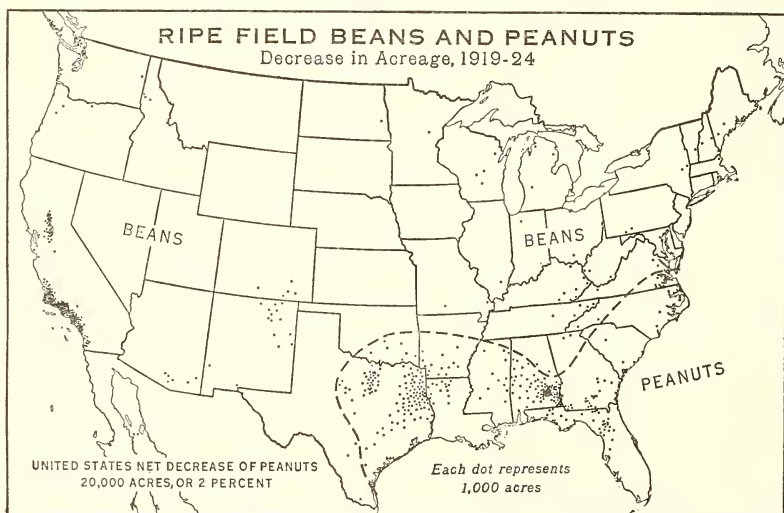 RIPE FIELD BEANS AND PEANUTS
Decrease in Acreage, 1919-24
BEANS
BEANS
PEANUTS
UNITED STATES NET DECREASE OF PEANUTS
20,000 ACRES, OR 2 PERCENT
Each dot represents
1,000 acres